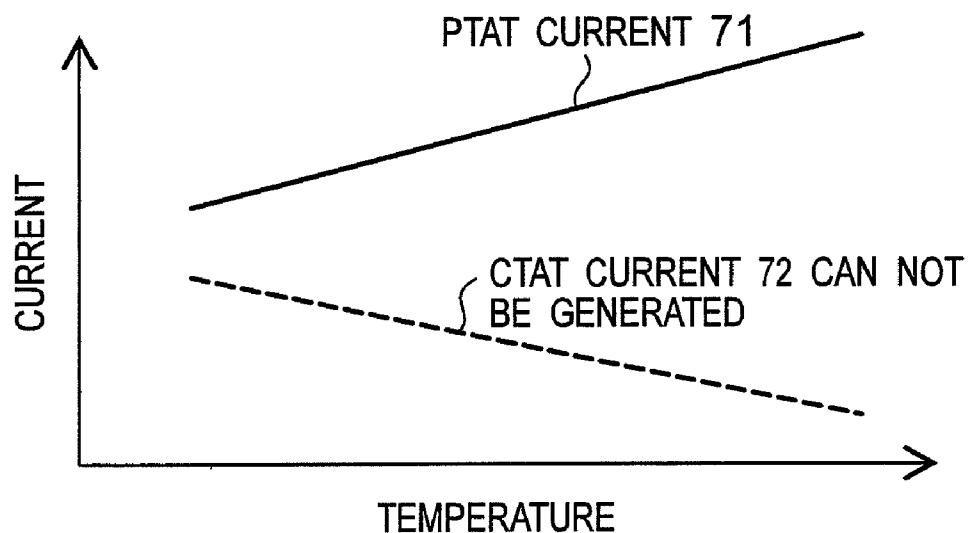 PTAT CURRENT 71
CURRENT
CTAT CURRENT 72 CAN NOT
BE GENERATED
TEMPERATURE